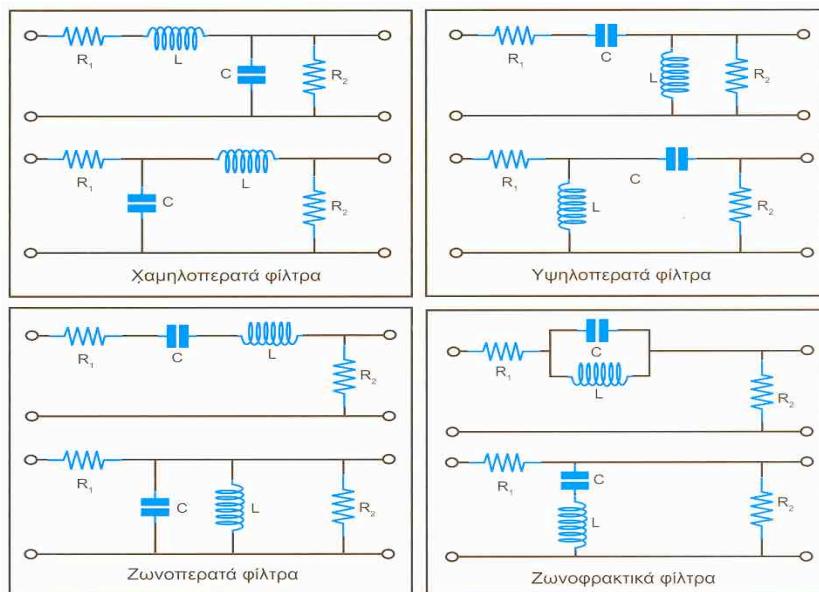 R₁
L
C
R₂
R₁
L
C
R₂
Χαμηλοπερατά φίλτρα
R₁
C
L
R₂
R₁
C
L
R₂
Υψηλοπερατά φίλτρα
R₁
C
L
R₂
R₁
C
L
R₂
Ζωνοπερατά φίλτρα
C
R₁
L
R₂
R₁
C
L
R₂
Ζωνοφρακτικά φίλτρα